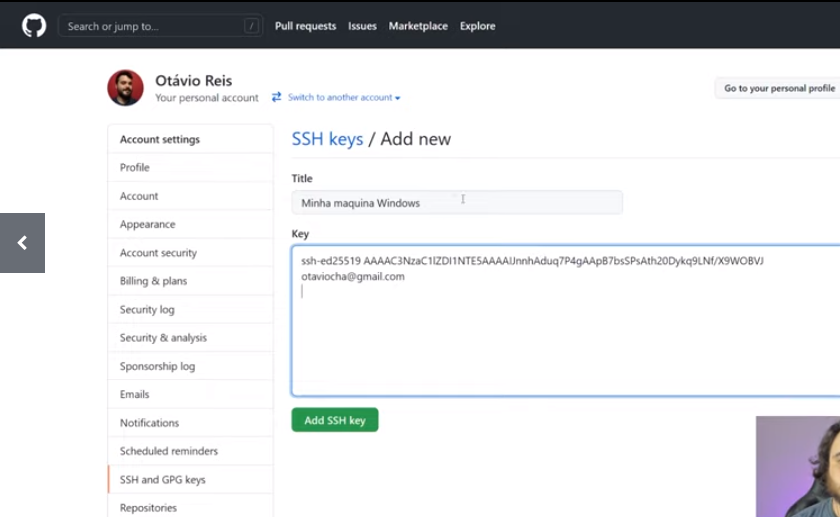 Search or jump to... /
Pull requests Issues Marketplace Explore
Otávio Reis
Your personal account Switch to another account
Go to your personal profile
Account settings
Profile
Account
Appearance
Account security
Billing & plans
Security log
Security & analysis
Sponsorship log
Emails
Notifications
Scheduled reminders
SSH and GPG keys
Repositories
SSH keys / Add new
Title
Minha maquina Windows
Key
ssh-ed25519 AAAAC3NzaC1lZDI1NTE5AAAAIJnnhAduq7P4gAApB7bsSPsAth20Dykq9LNf/X9WOBVJ
otaviocha@gmail.com
Add SSH key